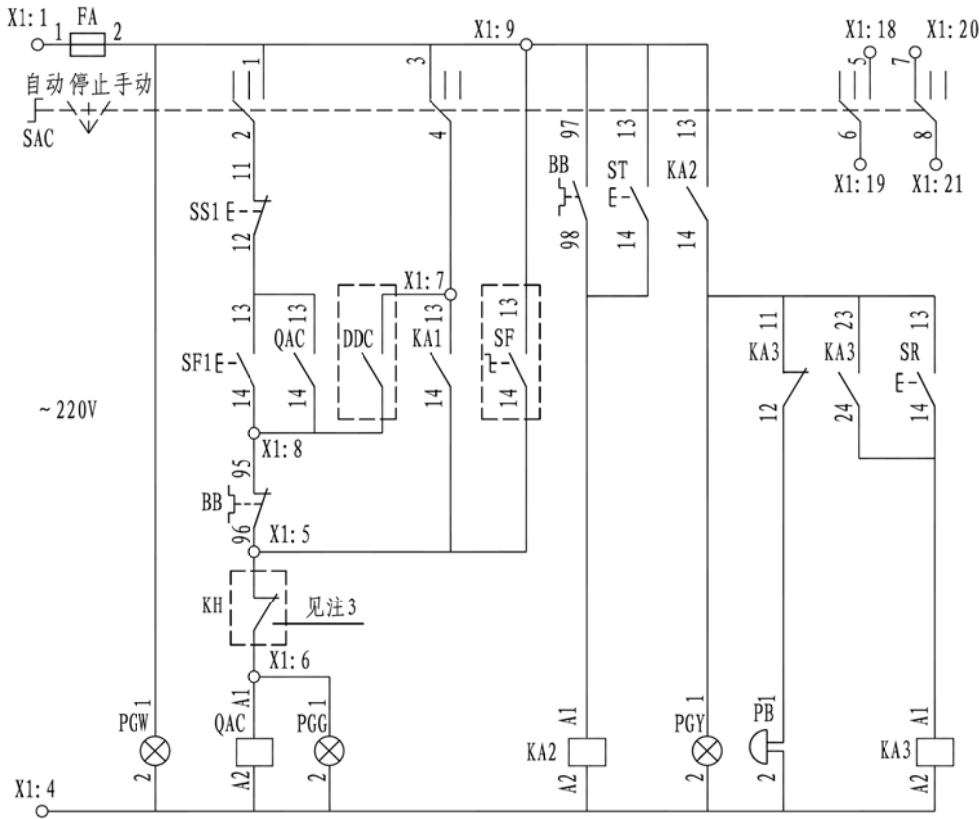 X1:1
FA
1
2
X1:9
X1:18
X1:20
自动 停止 手动
SAC
1
2
3
4
5
6
7
8
X1:19
X1:21
11
SS1
12
97
BB
98
13
ST
14
13
KA2
14
X1:7
13
SF1
14
13
QAC
14
DDC
13
KA1
14
13
SF
14
11
KA3
12
23
KA3
24
13
SR
14
~220V
X1:8
95
BB
96
X1:5
KH
见注3
X1:6
PGW
1
2
A1
QAC
A2
PGG
1
2
A1
KA2
A2
PGY
1
2
PB
1
2
A1
KA3
A2
X1:4